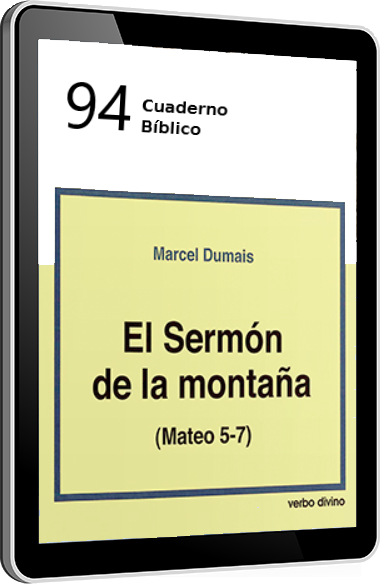 94 Cuaderno
Bíblico
Marcel Dumais
El Sermón
de la montaña
(Mateo 5-7)
verbo divino